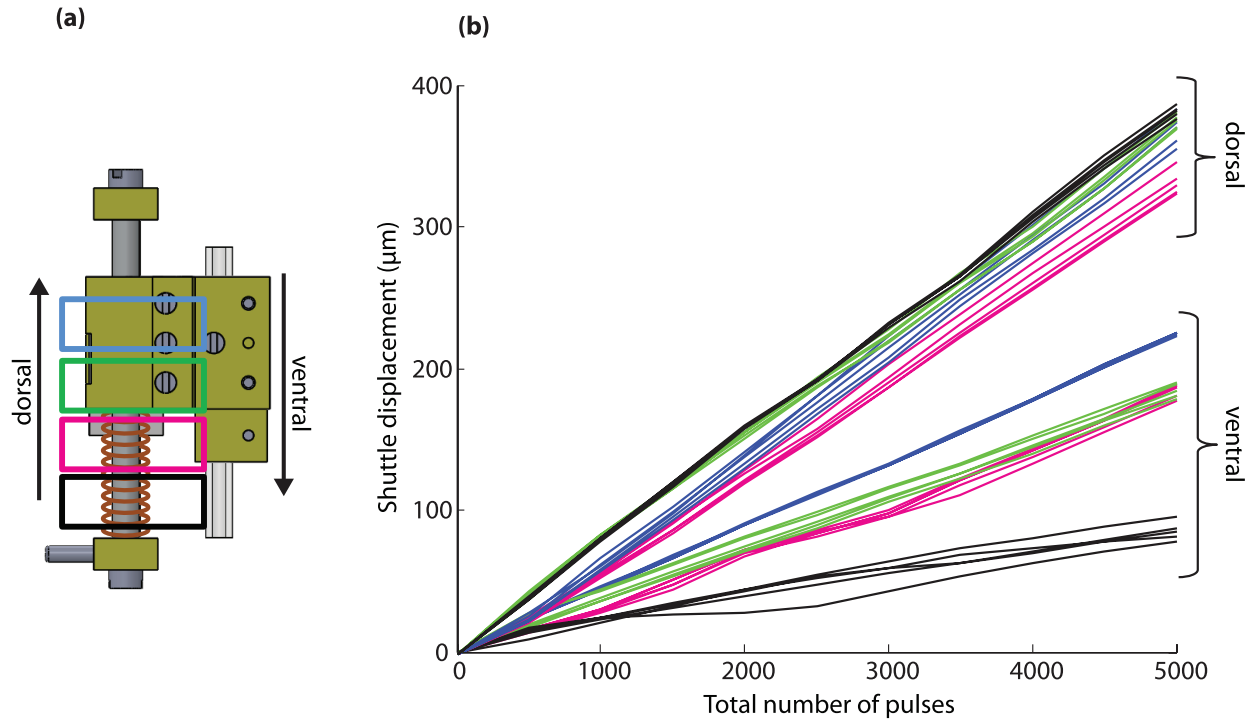 (a)
dorsal
ventral
(b)
Shuttle displacement (μm)
400
300
200
100
0
0
1000
2000
3000
4000
5000
Total number of pulses
dorsal
ventral